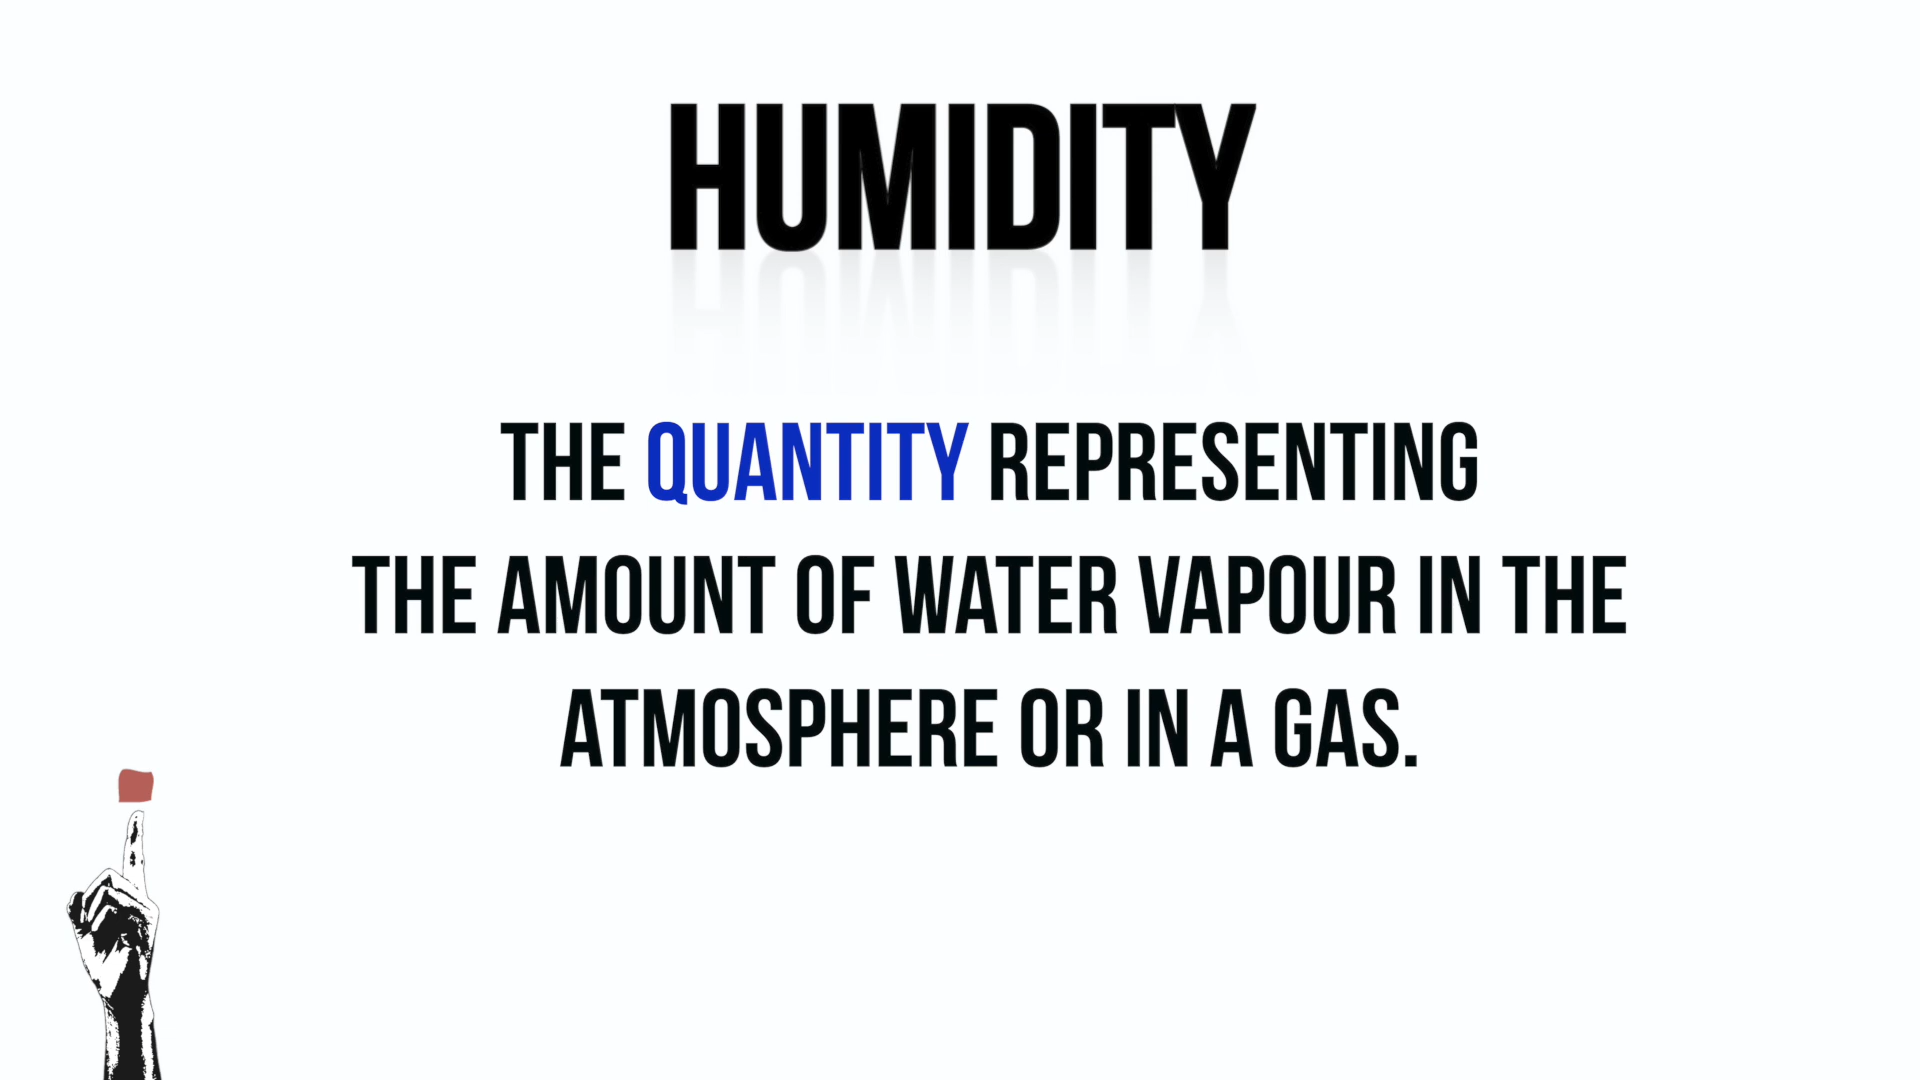 HUMIDITY
THE QUANTITY REPRESENTING
THE AMOUNT OF WATER VAPOUR IN THE
ATMOSPHERE OR IN A GAS.